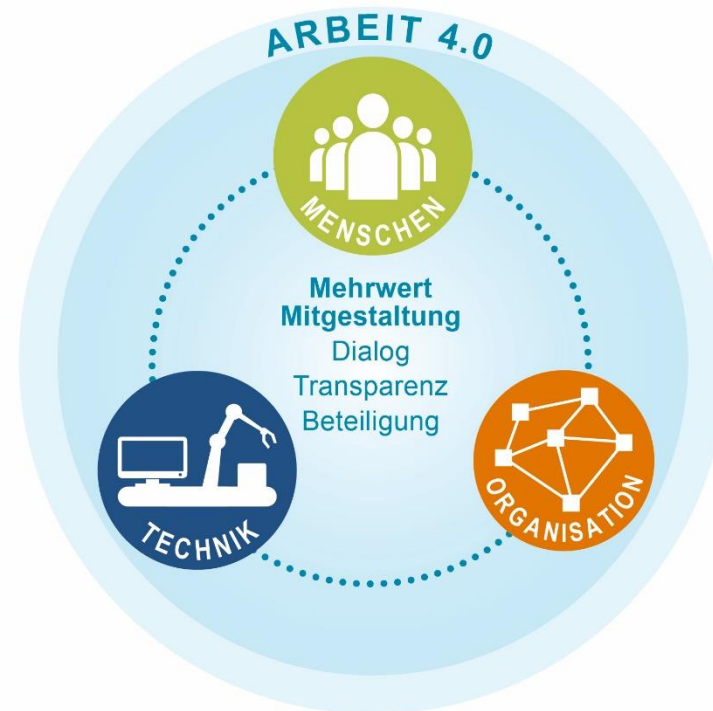 ARBEIT 4.0
MENSCHEN
Mehrwert
Mitgestaltung
Dialog
Transparenz
Beteiligung
TECHNIK
ORGANISATION